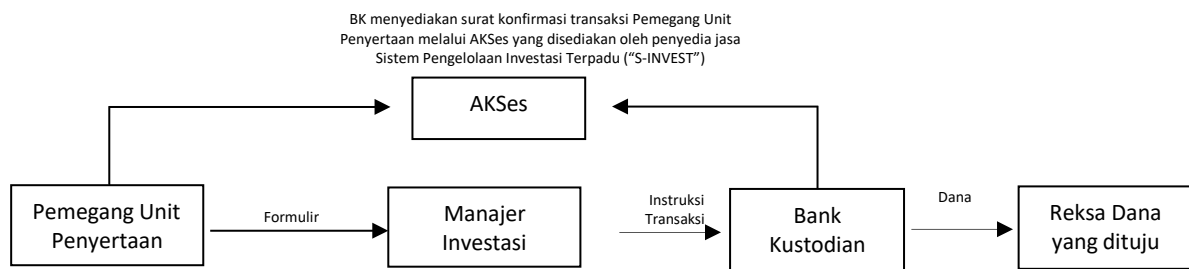 BK menyediakan surat konfirmasi transaksi Pemegang Unit
Penyertaan melalui AKSes yang disediakan oleh penyedia jasa
Sistem Pengelolaan Investasi Terpadu (“S-INVEST”)
AKSes
Pemegang Unit
Penyertaan
Formulir
Manajer
Investasi
Instruksi
Transaksi
Bank
Kustodian
Dana
Reksa Dana
yang dituju